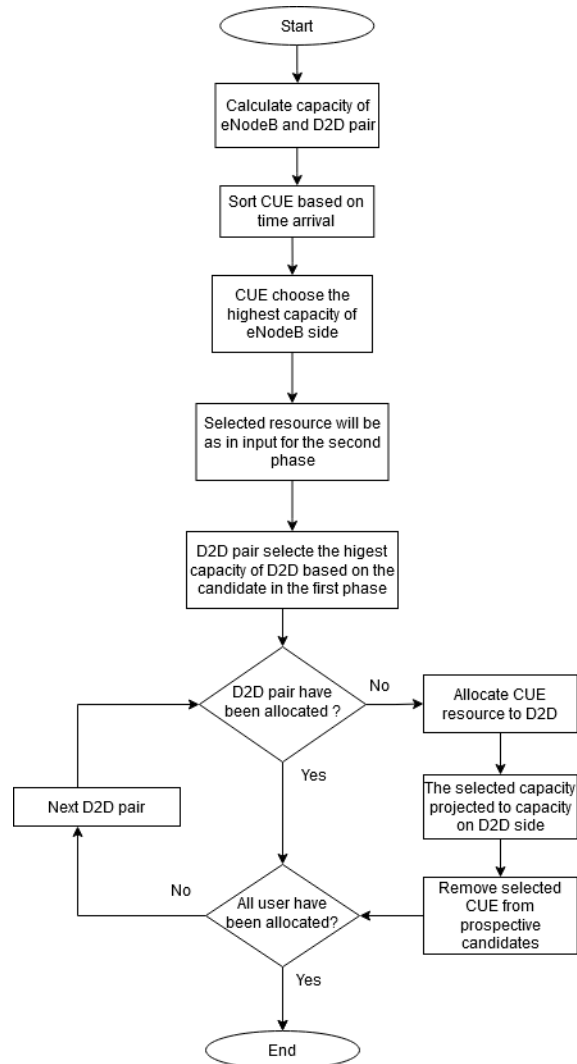 Start
Calculate capacity of
eNodeB and D2D pair
Sort CUE based on
time arrival
CUE choose the
highest capacity of
eNodeB side
Selected resource will be
as in input for the second
phase
D2D pair selecte the higest
capacity of D2D based on the
candidate in the first phase
D2D pair have
been allocated ?
No
Allocate CUE
resource to D2D
Yes
The selected capacity
projected to capacity
on D2D side
Next D2D pair
No
All user have
been allocated?
Remove selected
CUE from
prospective
candidates
Yes
End